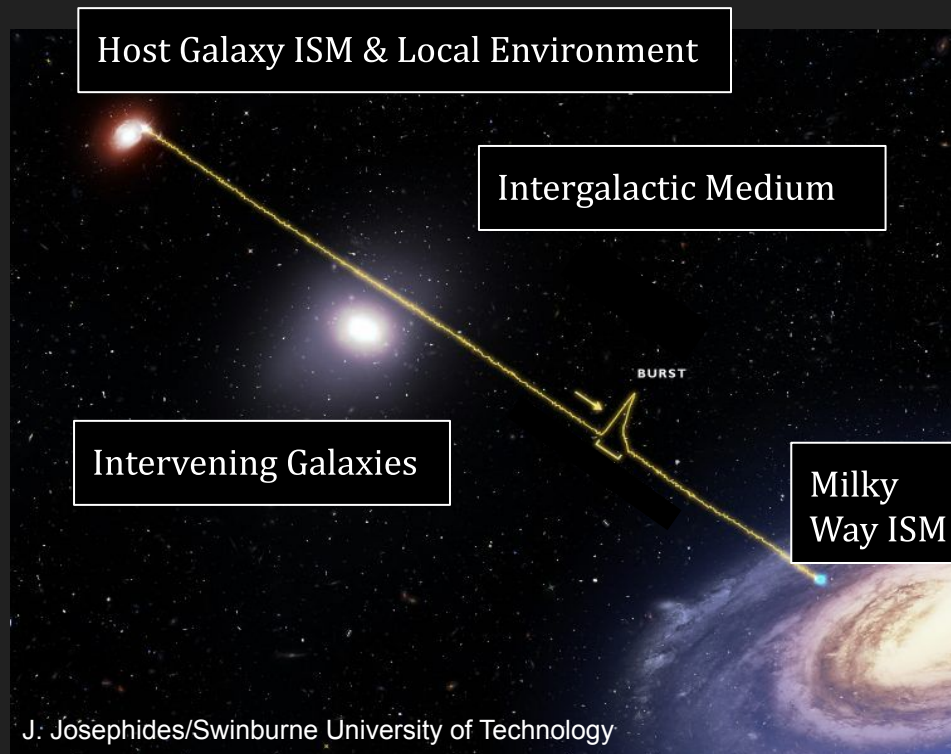 Host Galaxy ISM & Local Environment
Intergalactic Medium
BURST
Intervening Galaxies
Milky
Way ISM
J. Josephides/Swinburne University of Technology